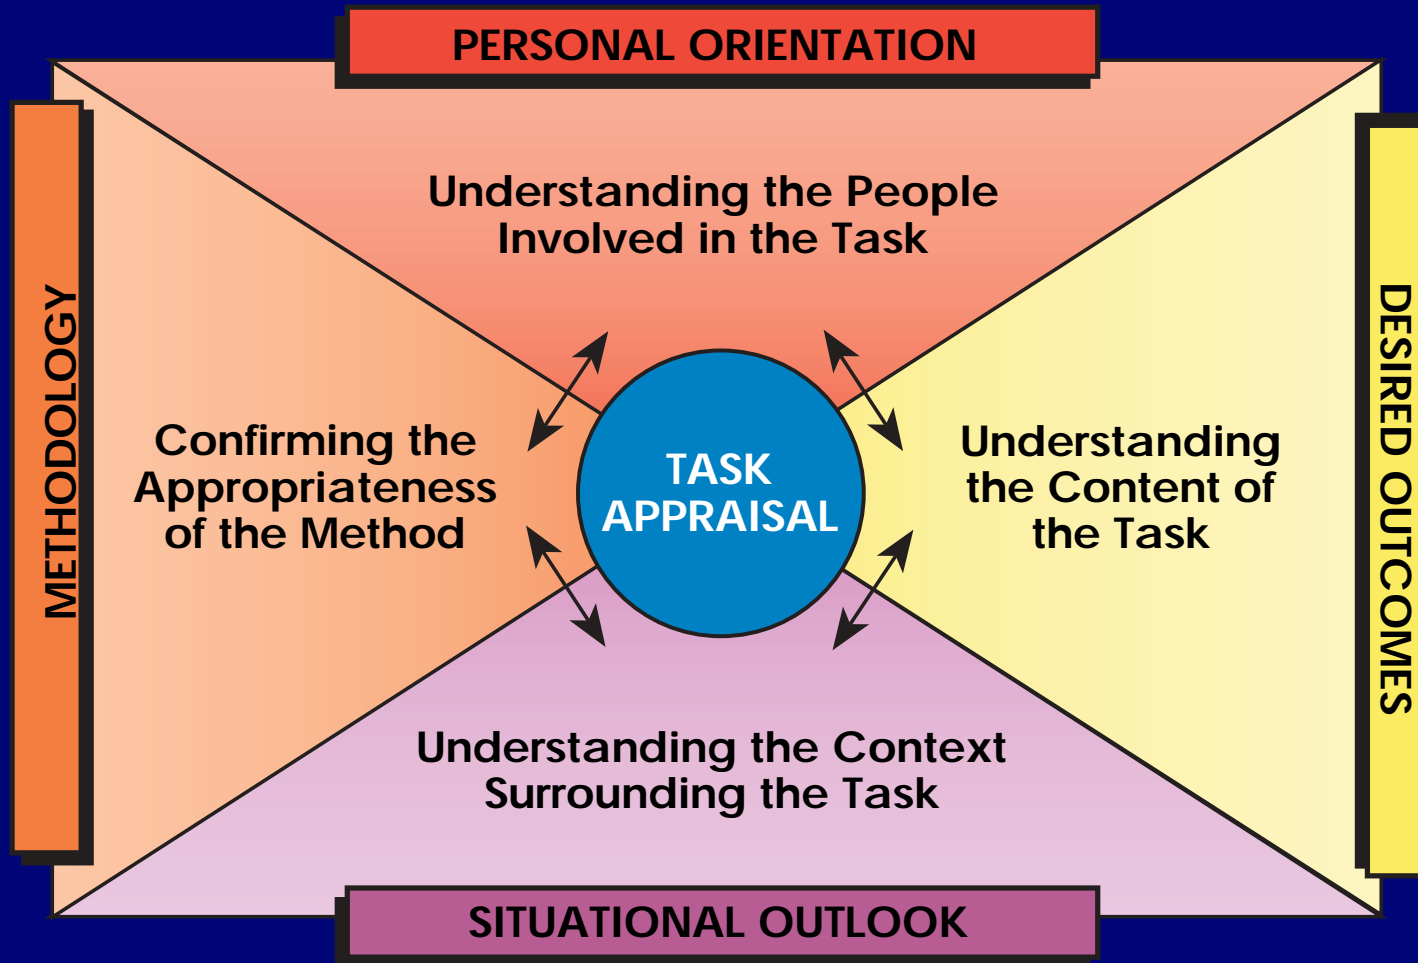 PERSONAL ORIENTATION
Understanding the People
Involved in the Task
METHODOLOGY
Confirming the
Appropriateness
of the Method
TASK
APPRAISAL
Understanding
the Content of
the Task
DESIRED OUTCOMES
Understanding the Context
Surrounding the Task
SITUATIONAL OUTLOOK